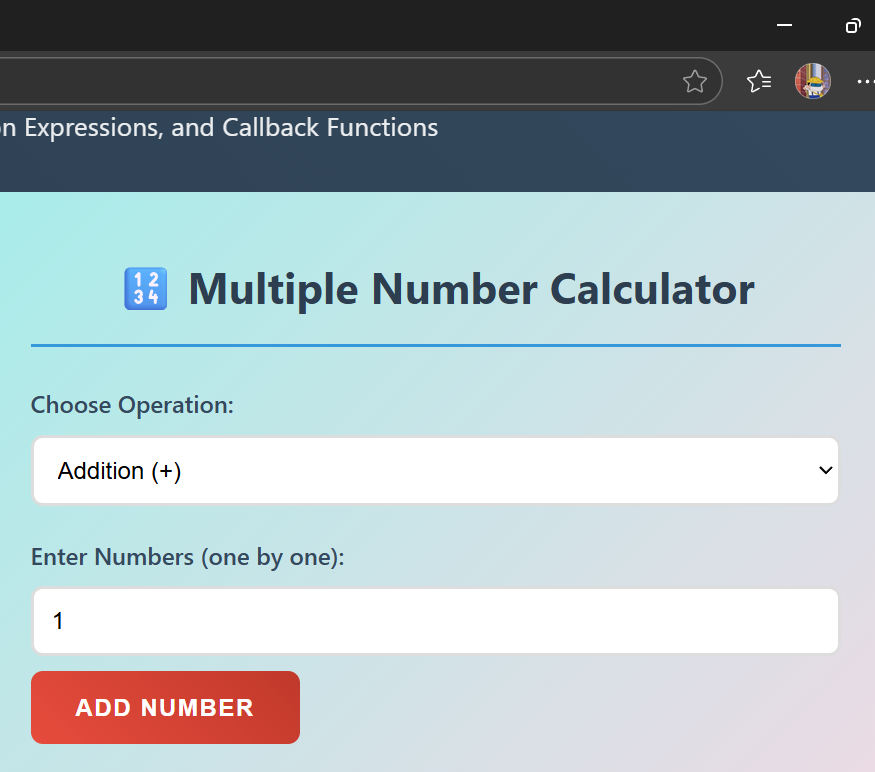 on Expressions, and Callback Functions
🔢 Multiple Number Calculator
Choose Operation:
Addition (+)
Enter Numbers (one by one):
1
ADD NUMBER